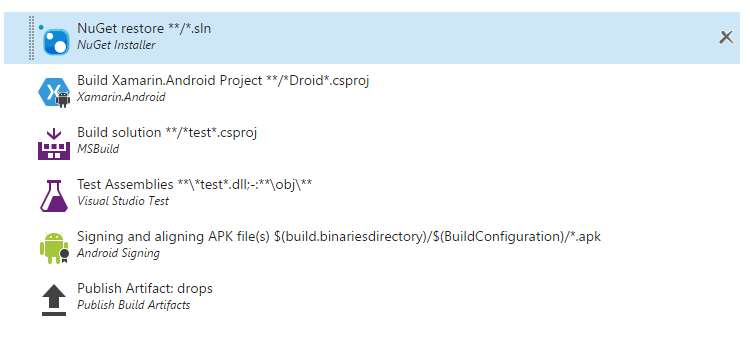 NuGet restore **/*.sln
NuGet Installer
Build Xamarin.Android Project **/*Droid*.csproj
Xamarin.Android
Build solution **/*test*.csproj
MSBuild
Test Assemblies **\*test*.dll;-:**\obj\**
Visual Studio Test
Signing and aligning APK file(s) $(build.binariesdirectory)/$(BuildConfiguration)/*.apk
Android Signing
Publish Artifact: drops
Publish Build Artifacts